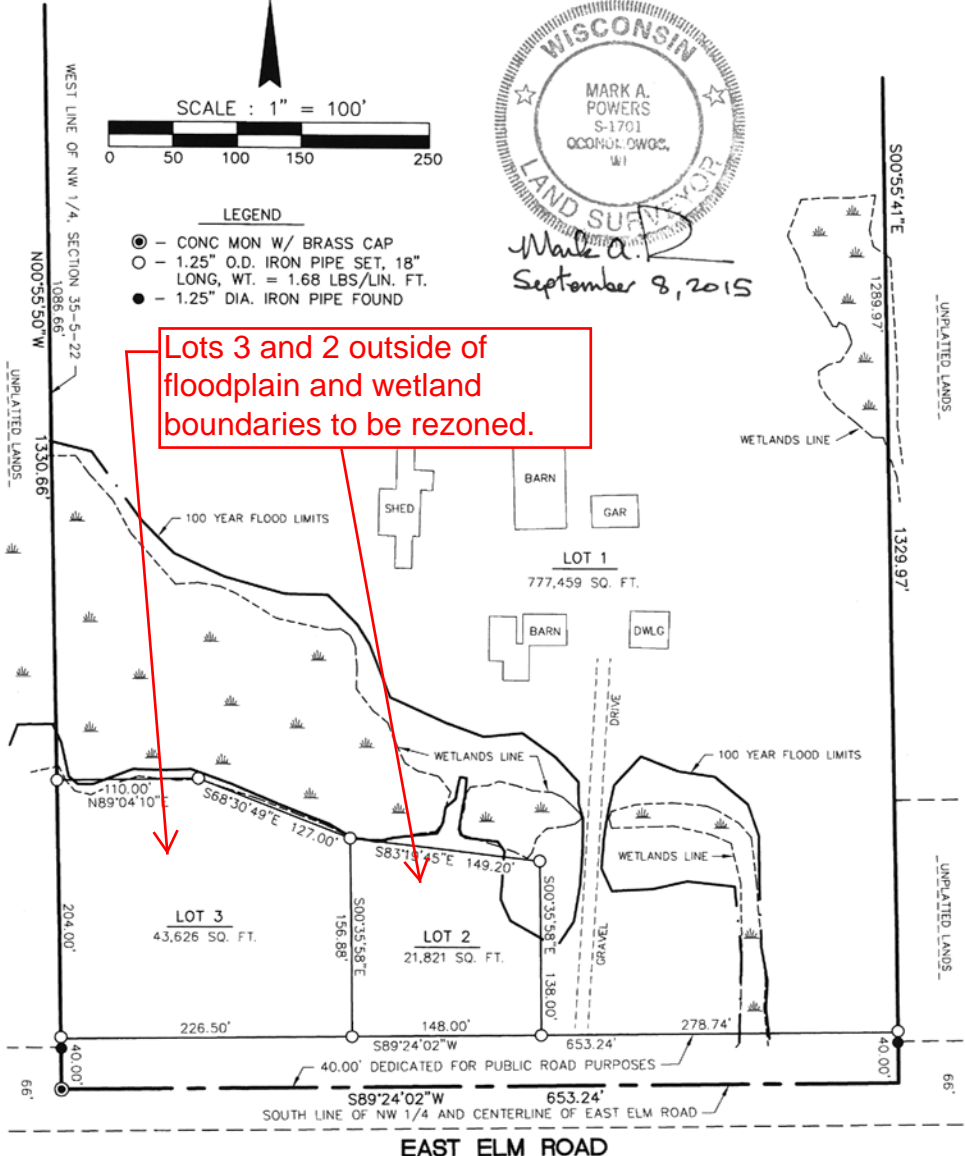 SCALE : 1" = 100'
0 50 100 150 250
LEGEND
CONC MON W/ BRASS CAP
1.25" O.D. IRON PIPE SET, 18"
LONG, WT. = 1.68 LBS/LIN. FT.
1.25" DIA. IRON PIPE FOUND
WISCONSIN
MARK A.
POWERS
S-1701
OCONOMOWOC,
WI
LAND SURVEYOR
Mark A.
September 8, 2015
WEST LINE OF NW 1/4, SECTION 35-5-22
N00°55'50"W
1086.66'
UNPLATTED LANDS
1330.66'
S00°55'41"E
1289.97'
UNPLATTED LANDS
1329.97'
Lots 3 and 2 outside of
floodplain and wetland
boundaries to be rezoned.
WETLANDS LINE
SHED
BARN
GAR
100 YEAR FLOOD LIMITS
LOT 1
777,459 SQ. FT.
BARN
DWLG
DRIVE
WETLANDS LINE
100 YEAR FLOOD LIMITS
110.00'
N89°04'10"E
S68°30'49"E 127.00'
S83°19'45"E 149.20'
WETLANDS LINE
UNPLATTED LANDS
204.00'
LOT 3
43,626 SQ. FT.
S00°35'58"E
156.88'
LOT 2
21,821 SQ. FT.
S00°35'58"E
138.00'
GRAVEL
226.50'
148.00'
278.74'
S89°24'02"W 653.24'
40.00'
40.00' DEDICATED FOR PUBLIC ROAD PURPOSES
40.00'
66'
66'
S89°24'02"W 653.24'
SOUTH LINE OF NW 1/4 AND CENTERLINE OF EAST ELM ROAD
EAST ELM ROAD